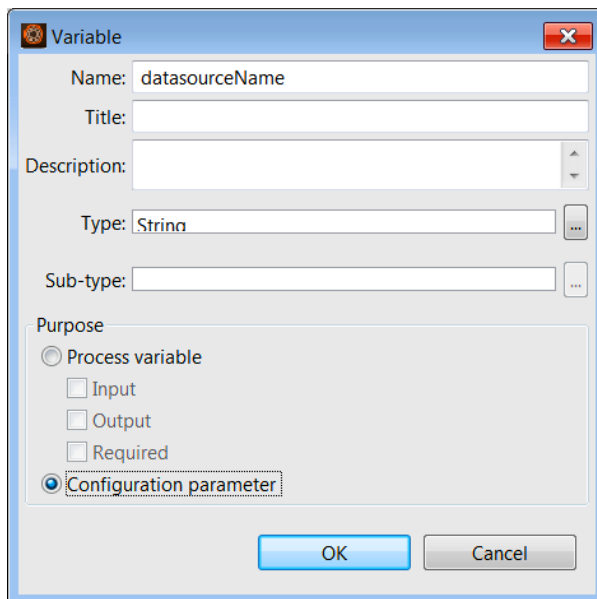 Variable
Name: datasourceName
Title:
Description:
Type: String
...
Sub-type:
...
Purpose
Process variable
Input
Output
Required
Configuration parameter
OK Cancel